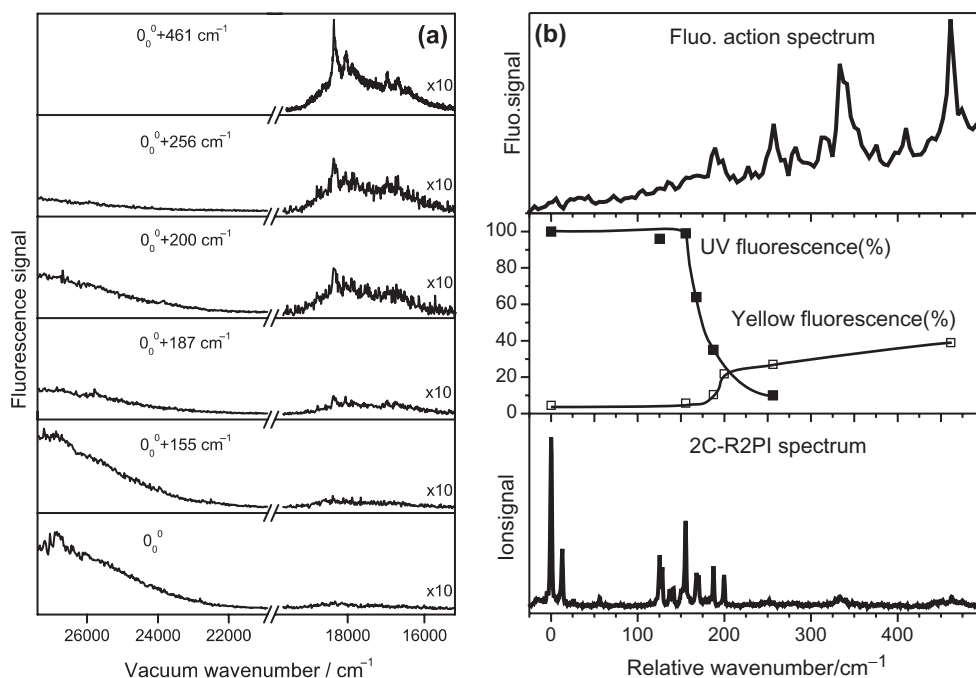 (a)
0₀⁰+461 cm⁻¹
x10
0₀⁰+256 cm⁻¹
x10
0₀⁰+200 cm⁻¹
x10
0₀⁰+187 cm⁻¹
x10
0₀⁰+155 cm⁻¹
x10
0₀⁰
x10
Fluorescence signal
26000 24000 22000 18000 16000
Vacuum wavenumber / cm⁻¹
(b)
Fluo. action spectrum
Fluo.signal
100
80
60
40
20
0
UV fluorescence(%)
Yellow fluorescence(%)
2C-R2PI spectrum
Ionsignal
0 100 200 300 400
Relative wavenumber/cm⁻¹